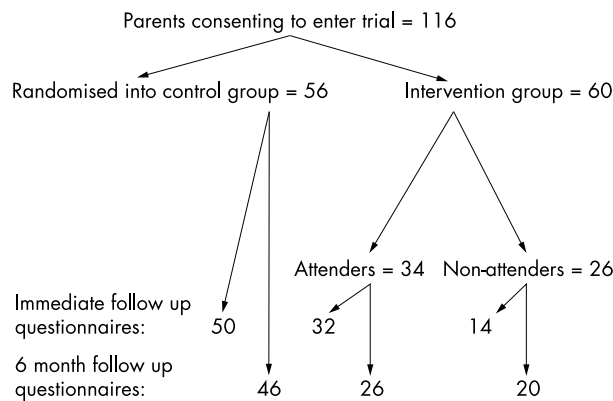 Parents consenting to enter trial = 116
Randomised into control group = 56
Intervention group = 60
Attenders = 34
Non-attenders = 26
Immediate follow up
questionnaires:
50
32
14
6 month follow up
questionnaires:
46
26
20